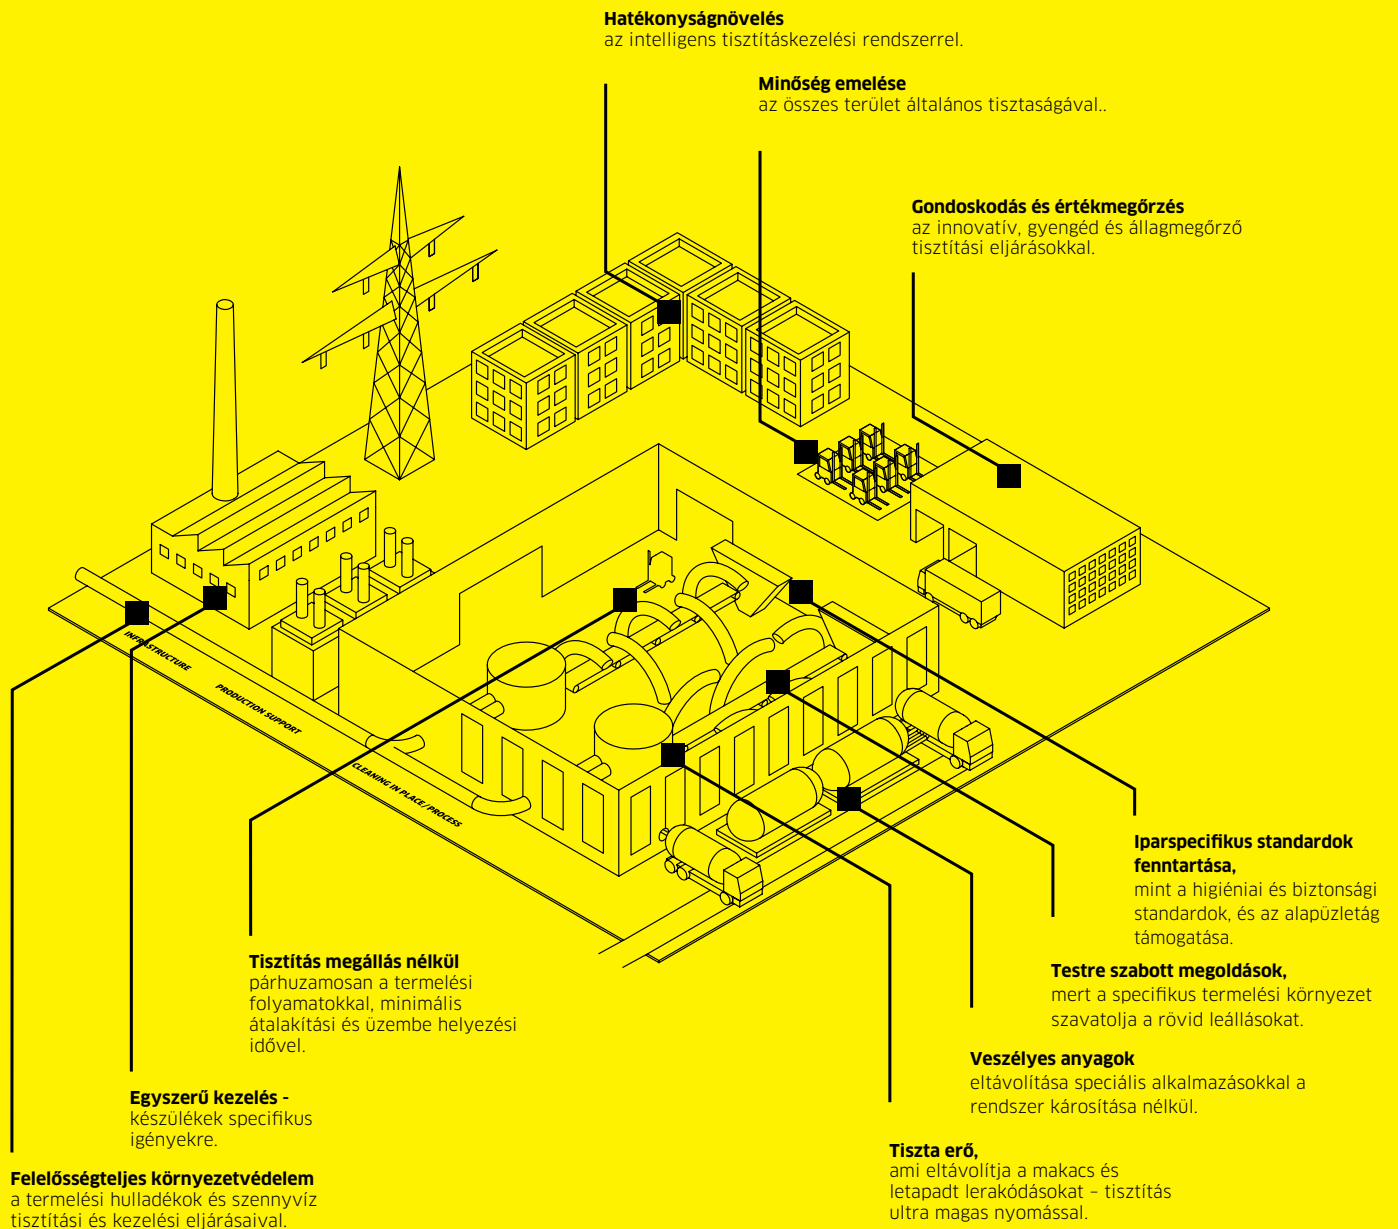 Hatékonyságnövelés
az intelligens tisztításkezelési rendszerrel.
Minőség emelése
az összes terület általános tisztaságával..
Gondoskodás és értékmegőrzés
az innovatív, gyengéd és állagmegőrző
tisztítási eljárásokkal.
INFRASTRUCTURE
PRODUCTION SUPPORT
CLEANING IN PLACE/PROCESS
Iparspecifikus standardok
fenntartása,
mint a higiéniai és biztonsági
standardok, és az alapüzletág
támogatása.
Tisztítás megállás nélkül
párhuzamosan a termelési
folyamatokkal, minimális
átalakítási és üzembe helyezési
idővel.
Testre szabott megoldások,
mert a specifikus termelési környezet
szavatolja a rövid leállásokat.
Veszélyes anyagok
eltávolítása speciális alkalmazásokkal a
rendszer károsítása nélkül.
Egyszerű kezelés -
készülékek specifikus
igényekre.
Tiszta erő,
ami eltávolítja a makacs és
letapadt lerakódásokat – tisztítás
ultra magas nyomással.
Felelősségteljes környezetvédelem
a termelési hulladékok és szennyvíz
tisztítási és kezelési eljárásaival.